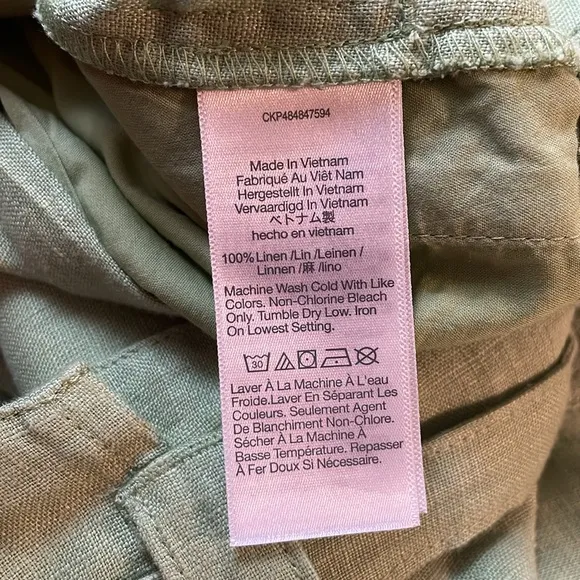 CKP484847594
Made In Vietnam
Fabriqué Au Viêt Nam
Hergestellt In Vietnam
Vervaardigd In Vietnam
ベトナム製
hecho en vietnam
100% Linen /Lin /Leinen /
Linnen /麻 /lino
Machine Wash Cold With Like
Colors. Non-Chlorine Bleach
Only. Tumble Dry Low. Iron
On Lowest Setting.
30
Laver À La Machine À L'eau
Froide.Laver En Séparant Les
Couleurs. Seulement Agent
De Blanchiment Non-Chlore.
Sécher À La Machine À
Basse Température. Repasser
À Fer Doux Si Nécessaire.